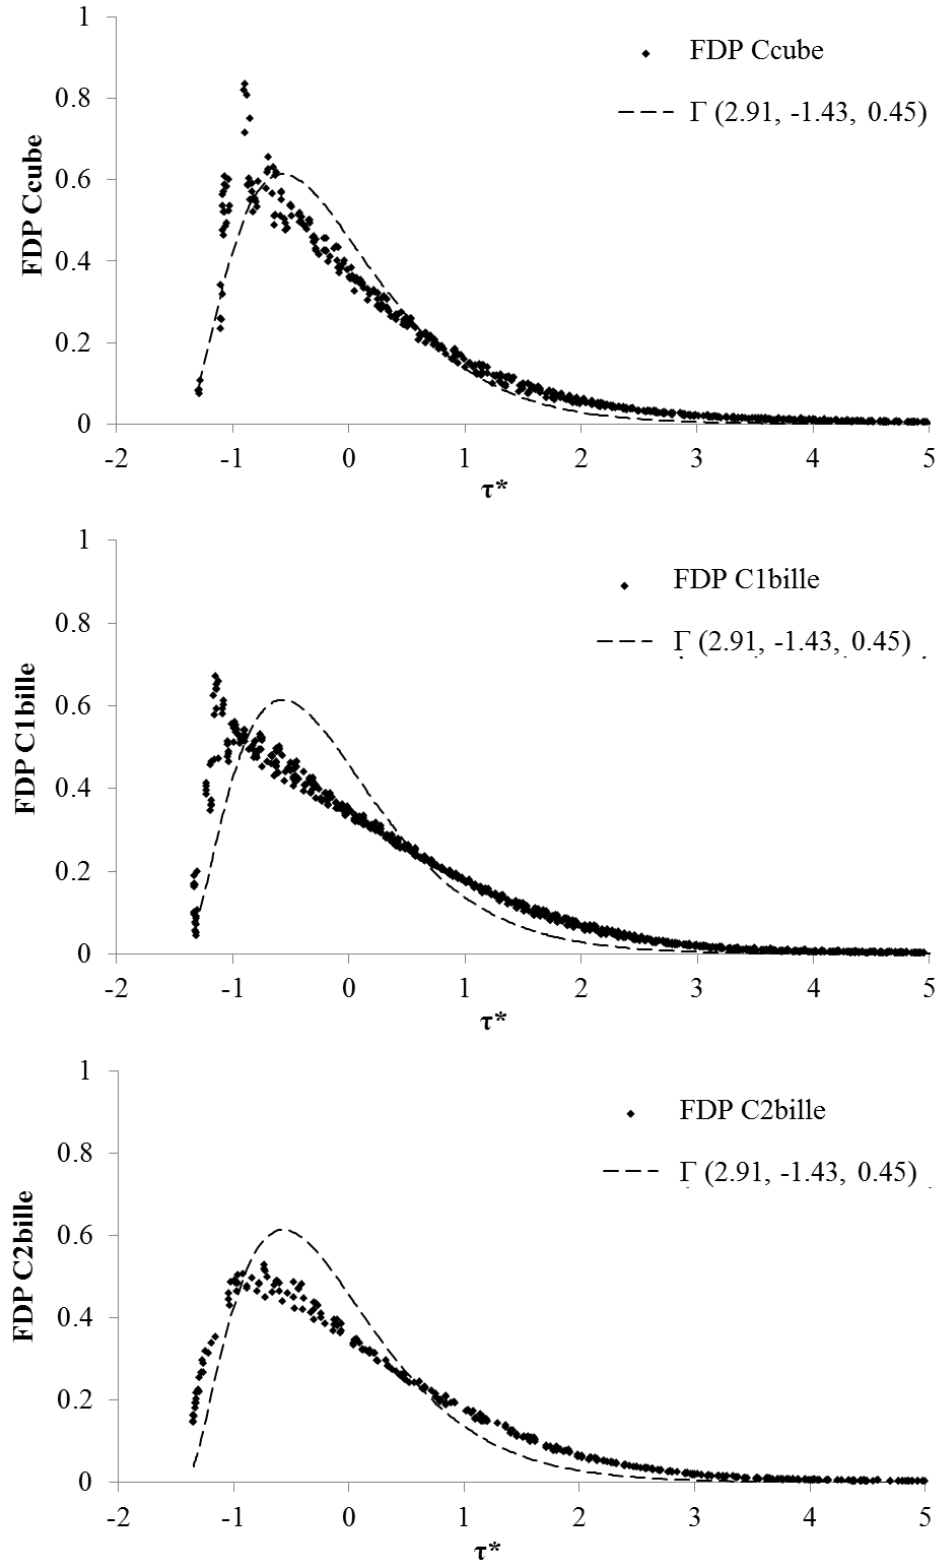 1
FDP Ccube
Γ (2.91, -1.43, 0.45)
0.8
0.6
0.4
0.2
0
FDP Ccube
-2 -1 0 1 2 3 4 5
τ*
1
FDP C1bille
Γ (2.91, -1.43, 0.45)
0.8
0.6
0.4
0.2
0
FDP C1bille
-2 -1 0 1 2 3 4 5
τ*
1
FDP C2bille
Γ (2.91, -1.43, 0.45)
0.8
0.6
0.4
0.2
0
FDP C2bille
-2 -1 0 1 2 3 4 5
τ*